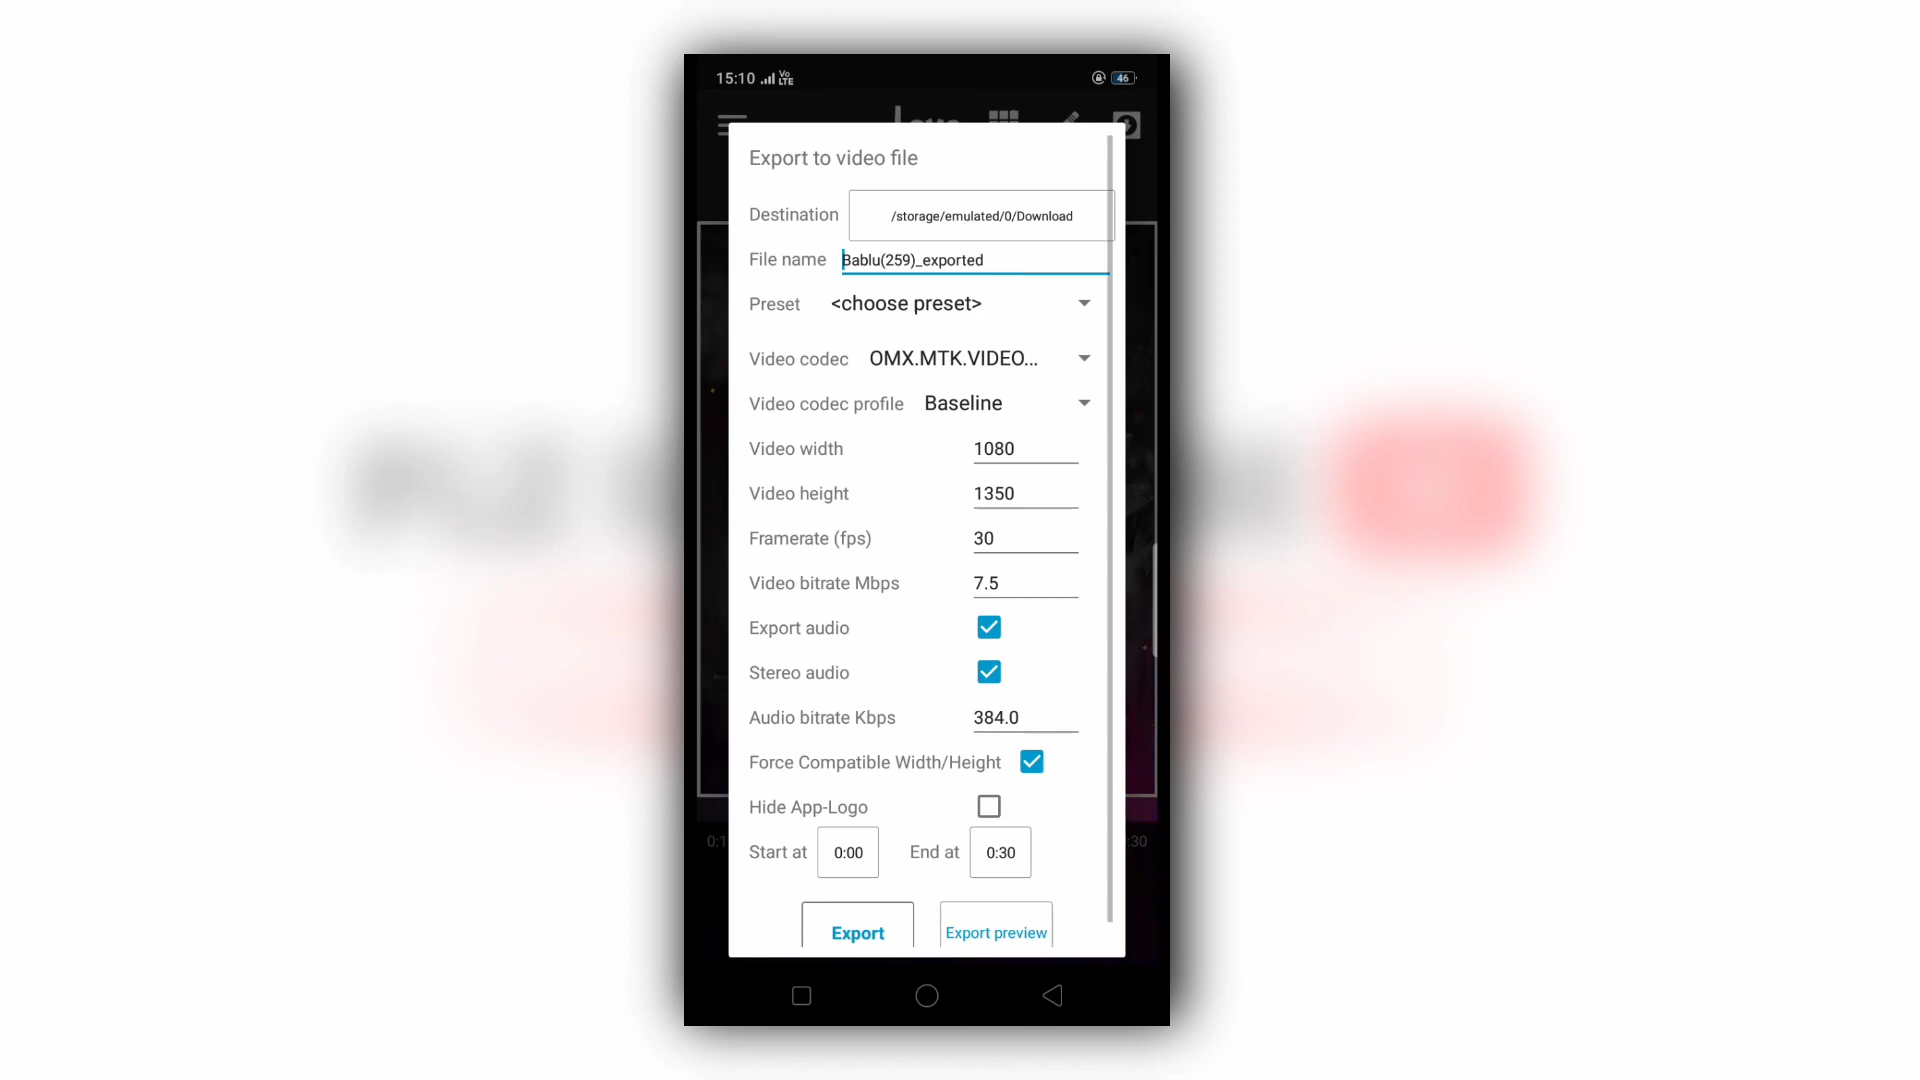 15:10 Vo LTE 46
Export to video file
Destination /storage/emulated/0/Download
File name Bablu(259)_exported
Preset <choose preset>
Video codec OMX.MTK.VIDEO...
Video codec profile Baseline
Video width 1080
Video height 1350
Framerate (fps) 30
Video bitrate Mbps 7.5
Export audio
Stereo audio
Audio bitrate Kbps 384.0
Force Compatible Width/Height
Hide App-Logo
Start at 0:00 End at 0:30
Export Export preview